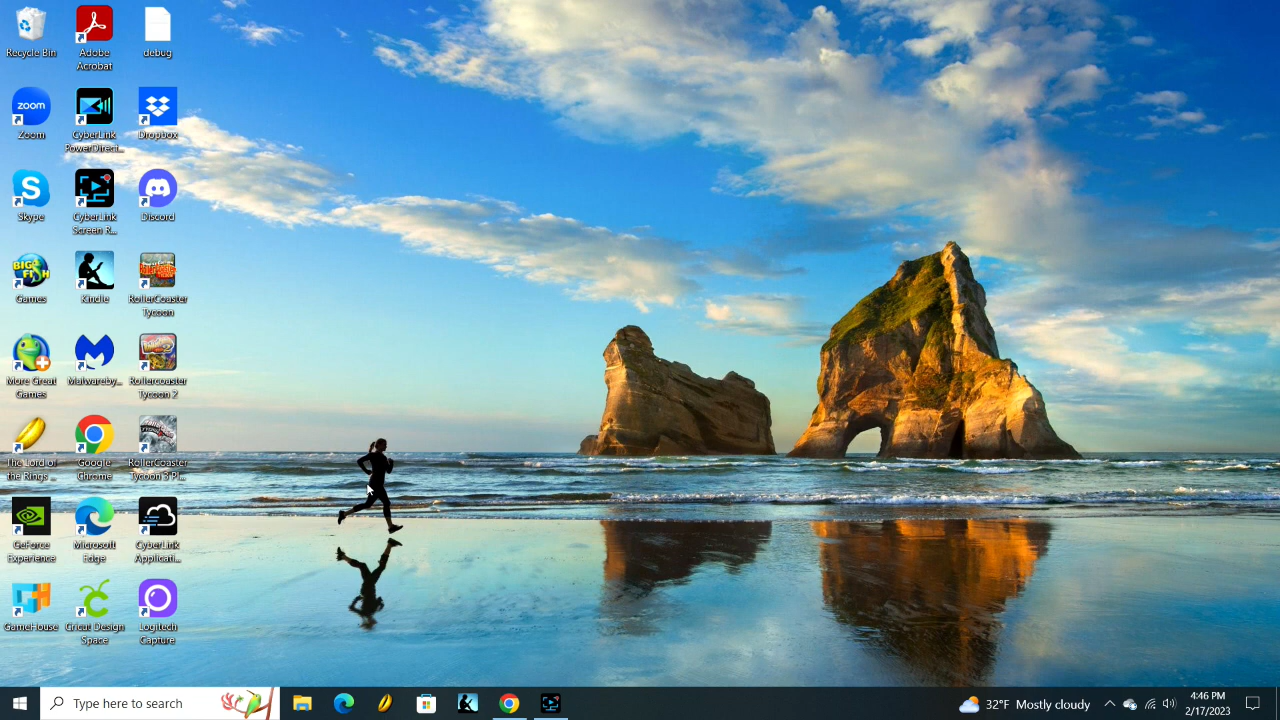 Recycle Bin
Adobe
Acrobat
debug
zoom
Zoom
CyberLink
PowerDirect...
Dropbox
Skype
CyberLink
Screen R...
Discord
BIG FISH
Games
Kindle
RollerCoaster
Tycoon
More Great
Games
Malwareby...
Rollercoaster
Tycoon 2
The Lord of
the Rings ...
Google
Chrome
RollerCoaster
Tycoon 3 Pl...
GeForce
Experience
Microsoft
Edge
CyberLink
Applicati...
GameHouse
Cricut Design
Space
Logitech
Capture
Type here to search
32°F Mostly cloudy
4:46 PM
2/17/2023